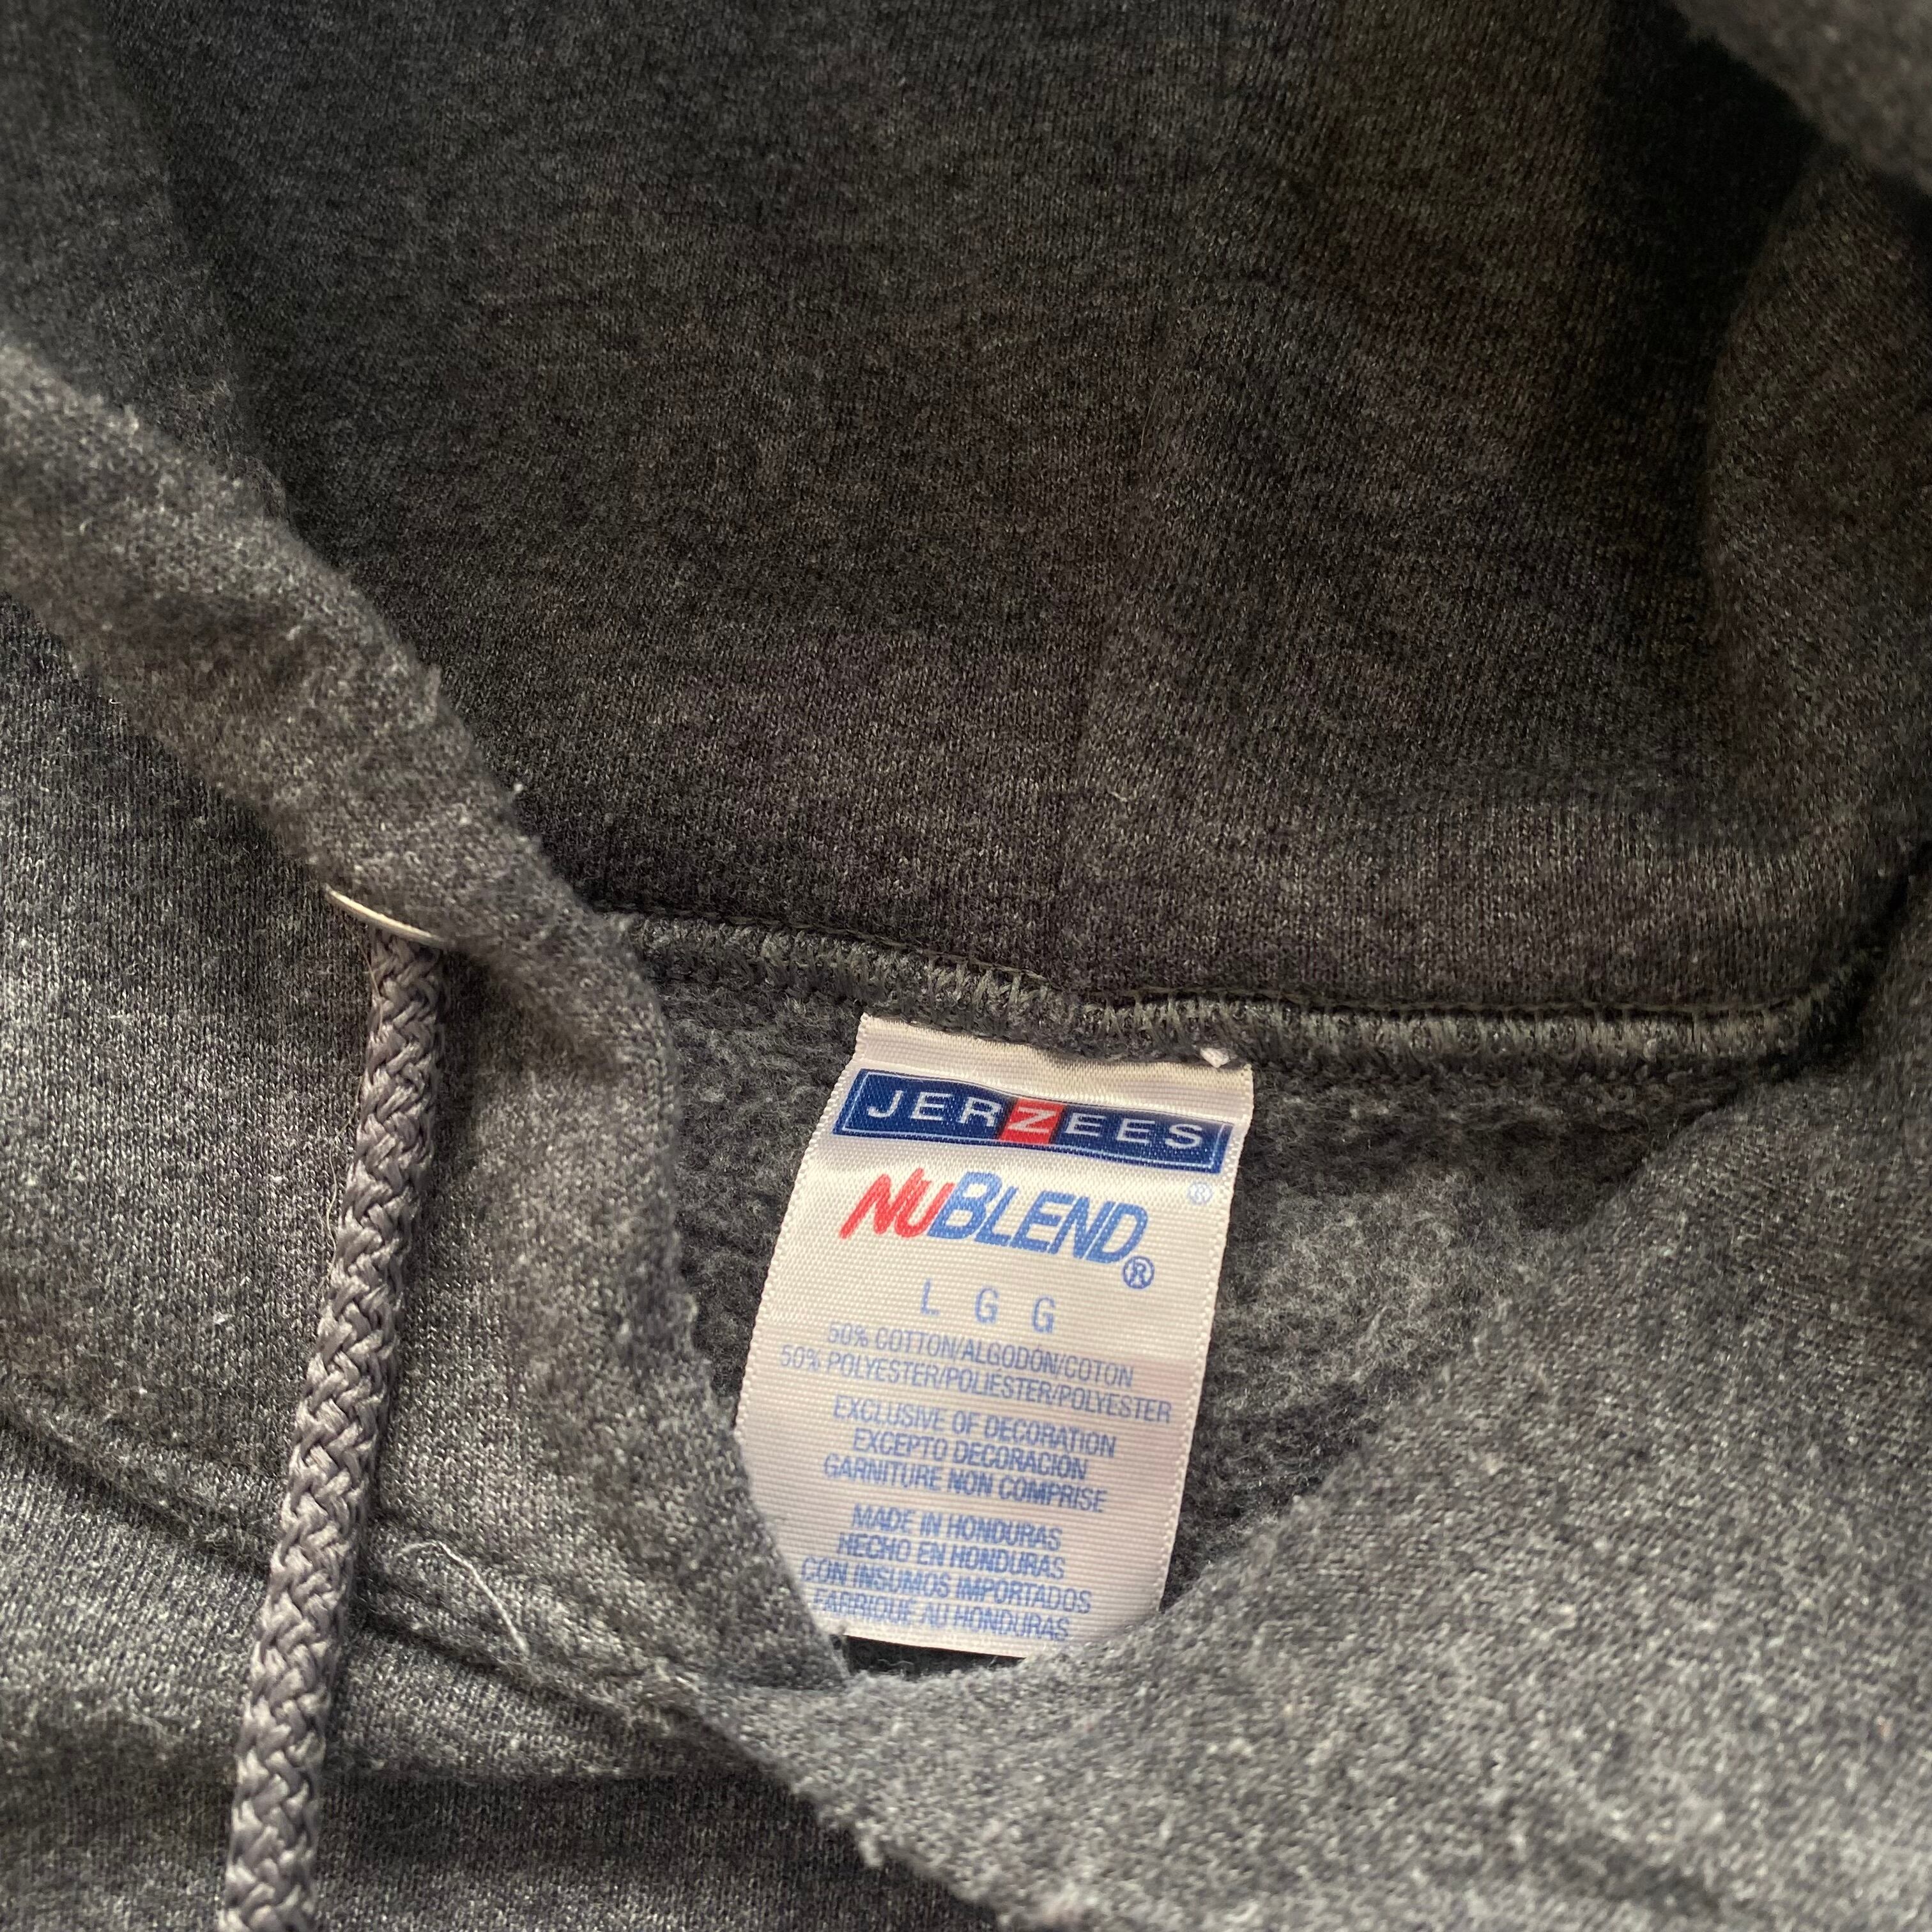 JERZEES
®
NUBLEND®
L G G
50% COTTON/ALGODÓN/COTON
50% POLYESTER/POLIESTER/POLYESTER
EXCLUSIVE OF DECORATION
EXCEPTO DECORACIÓN
GARNITURE NON COMPRISE
MADE IN HONDURAS
HECHO EN HONDURAS
CON INSUMOS IMPORTADOS
FABRIQUÉ AU HONDURAS